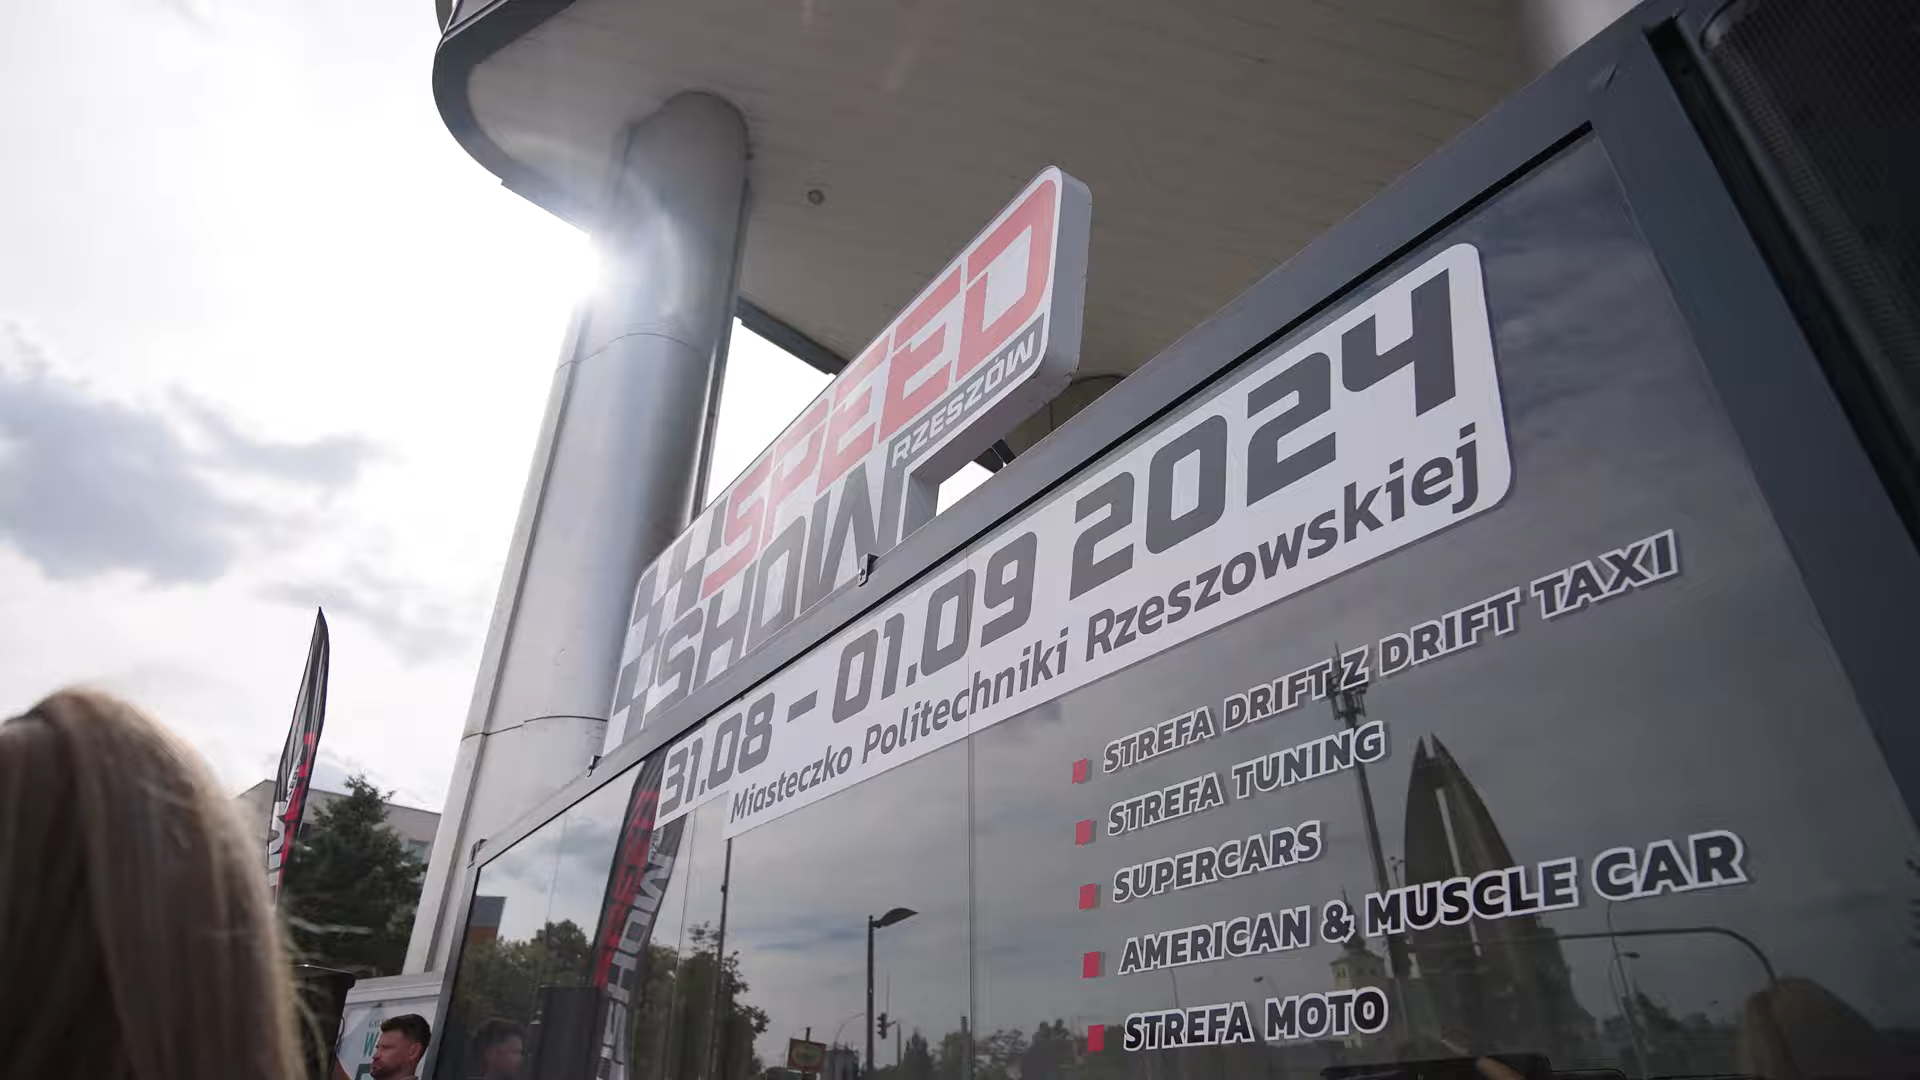 SPEED
SHOW
RZESZÓW
31.08 - 01.09 2024
Miasteczko Politechniki Rzeszowskiej
STREFA DRIFT Z DRIFT TAXI
STREFA TUNING
SUPERCARS
AMERICAN & MUSCLE CAR
STREFA MOTO